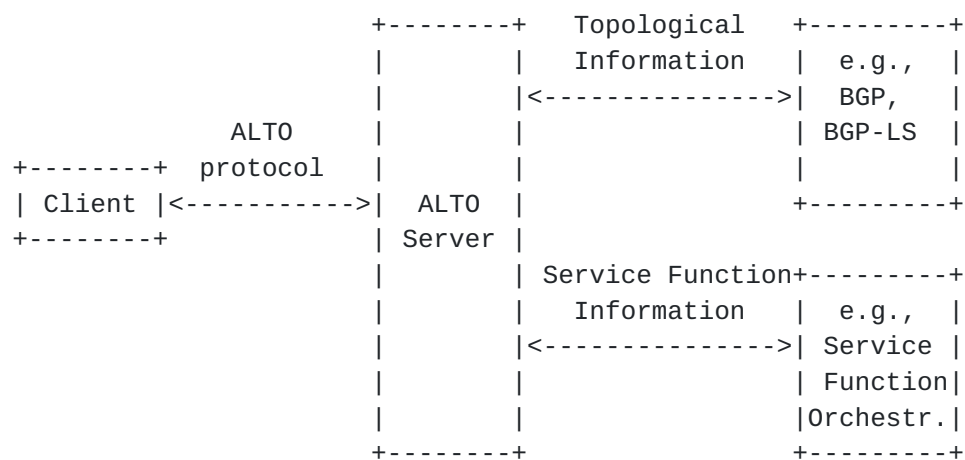 +--------+   Topological   +---------+
                       |        |   Information   |  e.g.,  |
                       |        |<--------------->|  BGP,   |
             ALTO      |        |                 | BGP-LS  |
+--------+  protocol   |        |                 |         |
| Client |<----------->|  ALTO  |                 +---------+
+--------+             | Server |
                       |        | Service Function+---------+
                       |        |   Information   |  e.g.,  |
                       |        |<--------------->| Service |
                       |        |                 | Function|
                       |        |                 |Orchestr.|
                       +--------+                 +---------+